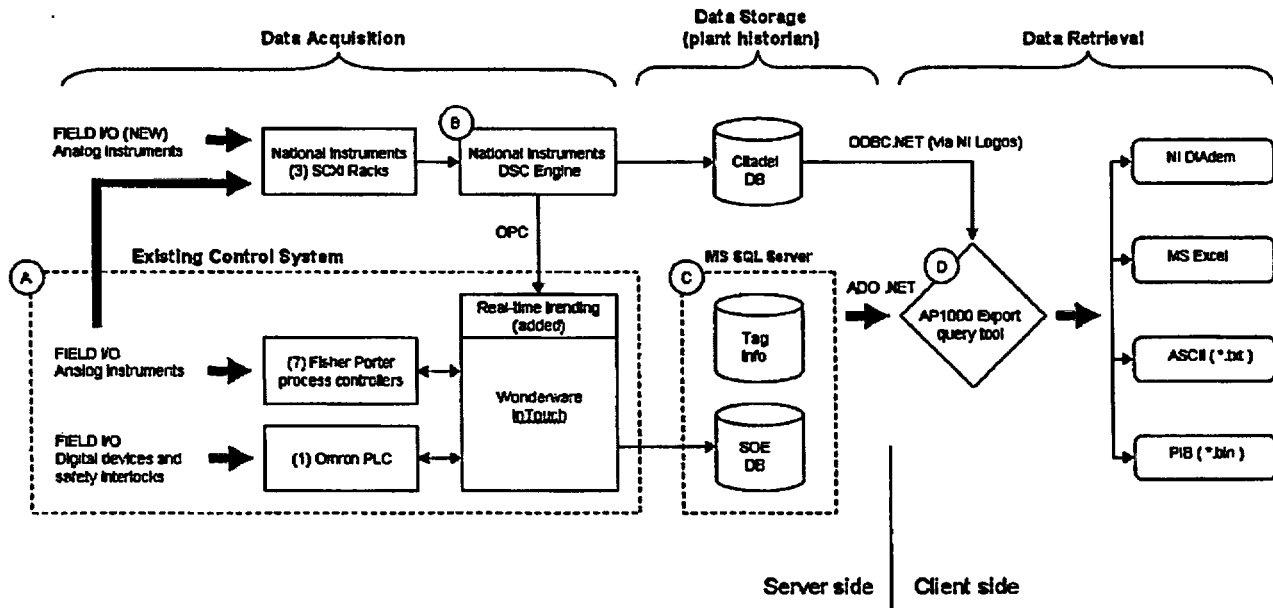 Data Acquisition
Data Storage
(plant historian)
Data Retrieval
FIELD I/O (NEW)
Analog Instruments
B
National Instruments
(3) SCXI Racks
National Instruments
DSC Engine
Citadel
DB
ODBC.NET (via NI Logos)
NI DIAdem
OPC
Existing Control System
A
MS SQL Server
C
D
MS Excel
ADO .NET
Real-time trending
(added)
Tag
Info
AP1000 Export
query tool
FIELD I/O
Analog Instruments
(7) Fisher Porter
process controllers
ASCII ( *.txt )
Wonderware
InTouch
FIELD I/O
Digital devices and
safety interlocks
(1) Omron PLC
SOE
DB
PIB ( *.bin )
Server side
Client side